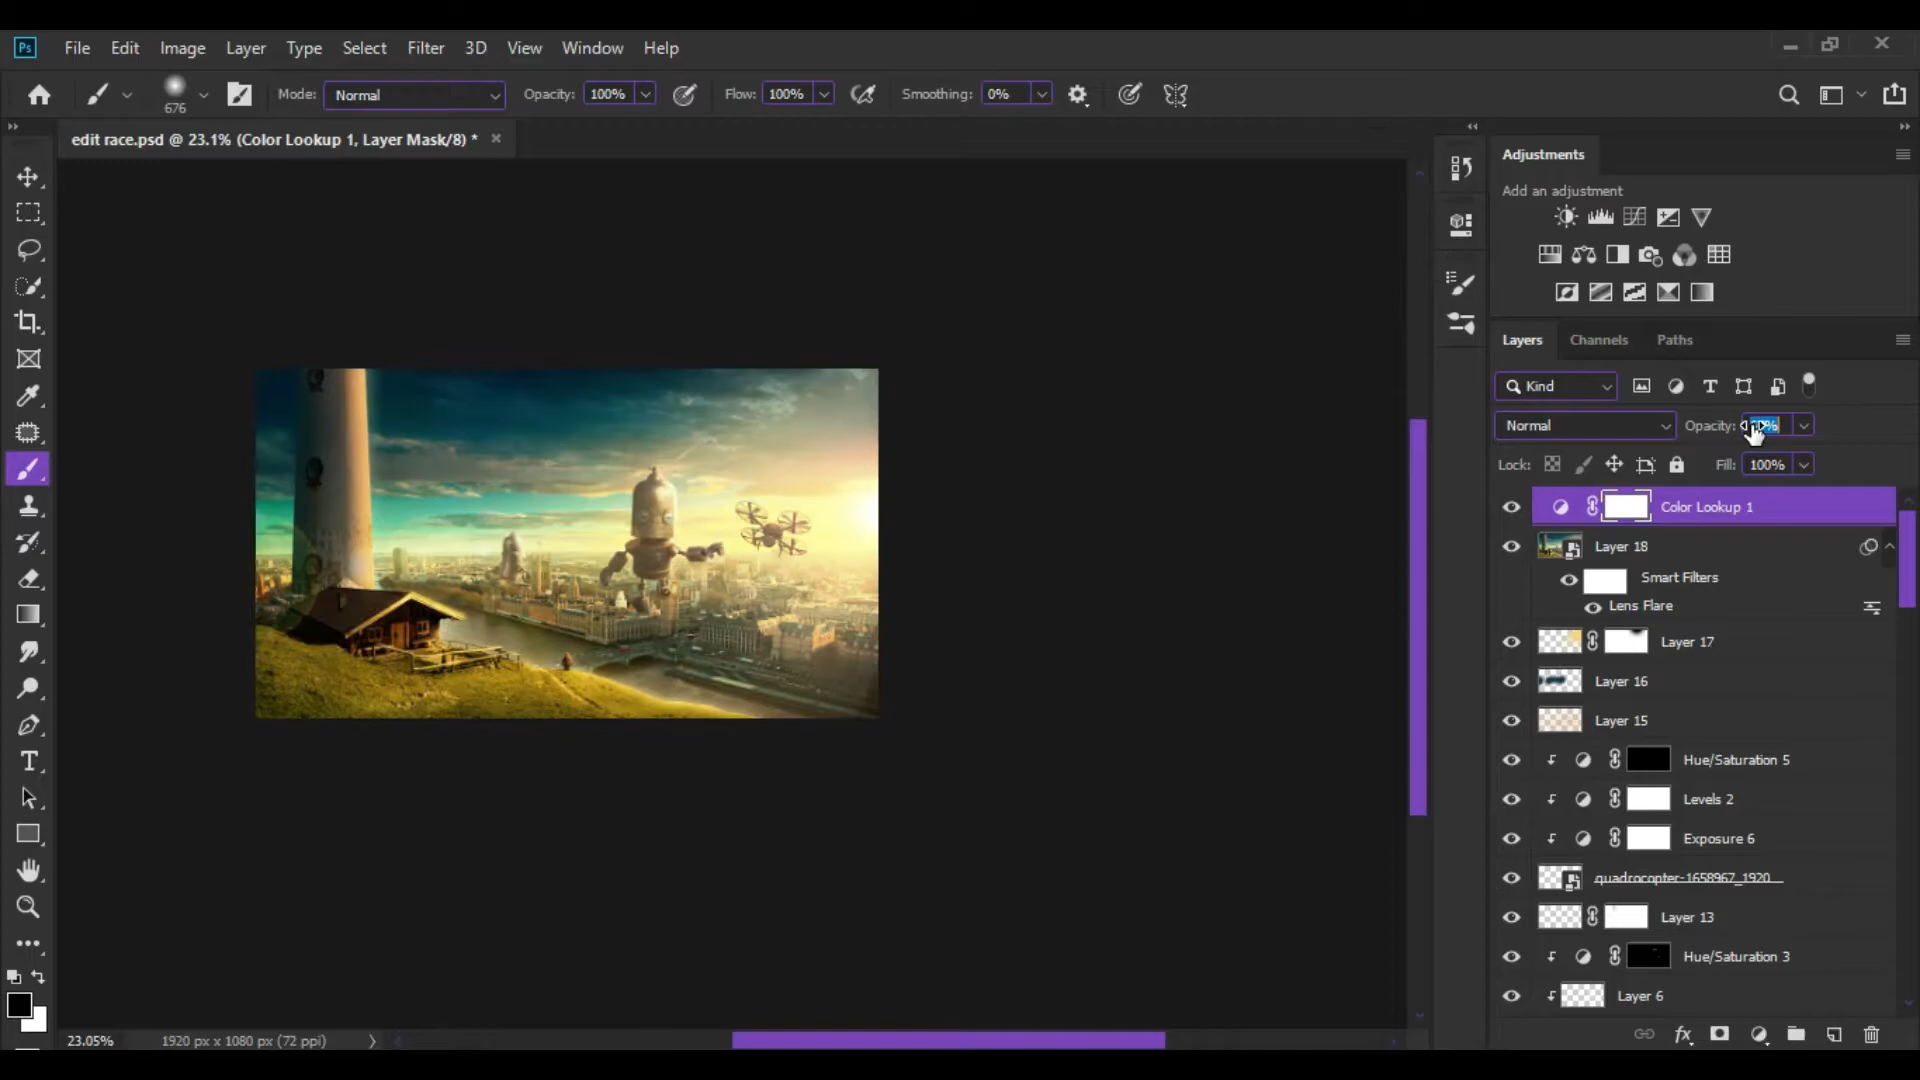 Ps File Edit Image Layer Type Select Filter 3D View Window Help
676 Mode: Normal Opacity: 100% Flow: 100% Smoothing: 0%
edit race.psd @ 23.1% (Color Lookup 1, Layer Mask/8) *
Adjustments
Add an adjustment
Layers Channels Paths
Kind
Normal Opacity:
Lock: Fill: 100%
Color Lookup 1
Layer 18
Smart Filters
Lens Flare
Layer 17
Layer 16
Layer 15
Hue/Saturation 5
Levels 2
Exposure 6
quadrocopter-1658967_1920
Layer 13
Hue/Saturation 3
Layer 6
23.05% 1920 px x 1080 px (72 ppi)